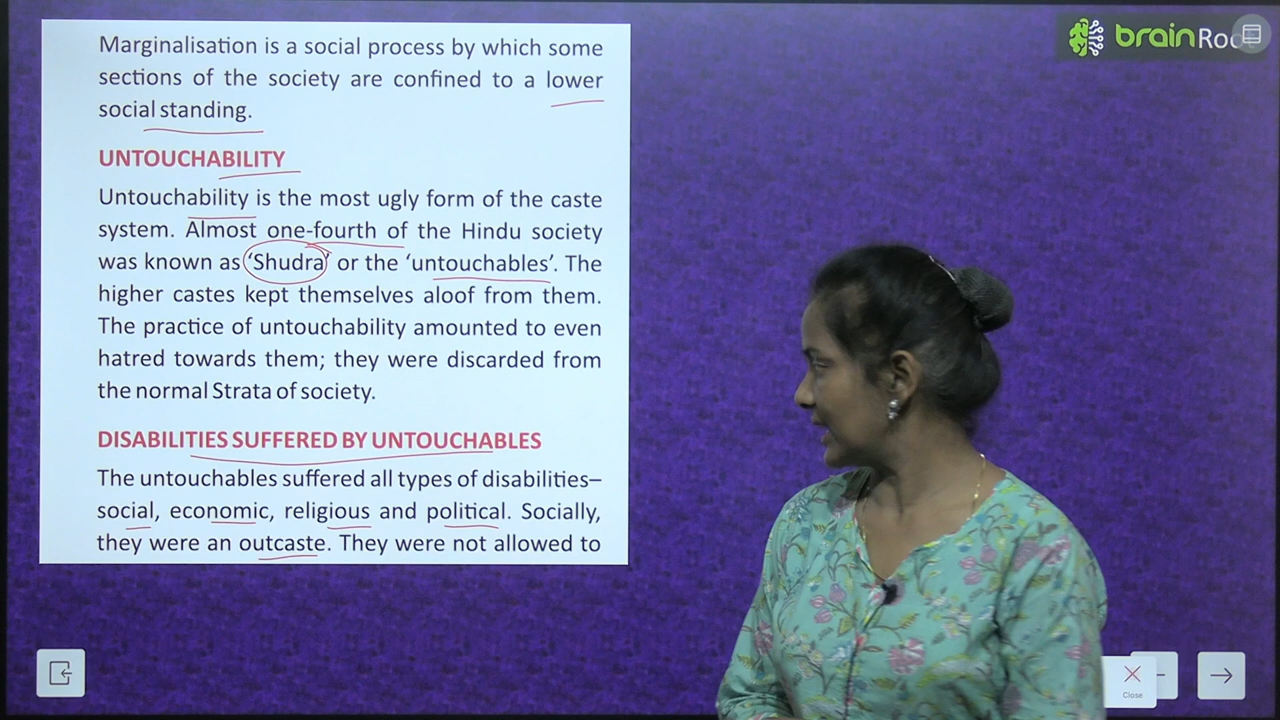 Marginalisation is a social process by which some
sections of the society are confined to a lower
social standing.
UNTOUCHABILITY
Untouchability is the most ugly form of the caste
system. Almost one-fourth of the Hindu society
was known as ‘Shudra’ or the ‘untouchables’. The
higher castes kept themselves aloof from them.
The practice of untouchability amounted to even
hatred towards them; they were discarded from
the normal Strata of society.
DISABILITIES SUFFERED BY UNTOUCHABLES
The untouchables suffered all types of disabilities–
social, economic, religious and political. Socially,
they were an outcaste. They were not allowed to
brain
Close